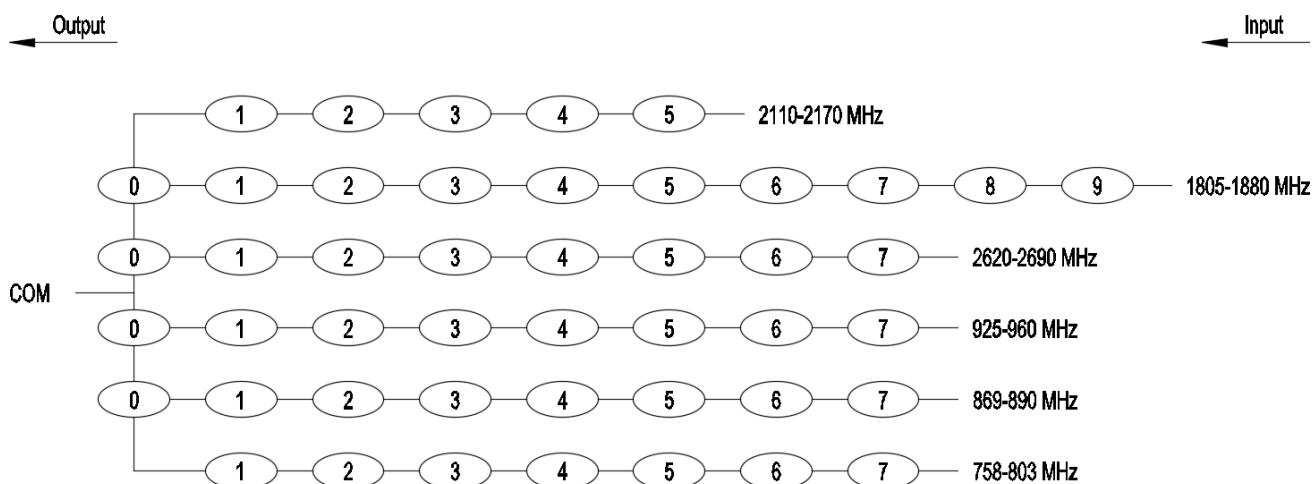 Output Input
1 2 3 4 5 2110-2170 MHz
0 1 2 3 4 5 6 7 8 9 1805-1880 MHz
0 1 2 3 4 5 6 7 2620-2690 MHz
COM
0 1 2 3 4 5 6 7 925-960 MHz
0 1 2 3 4 5 6 7 869-890 MHz
1 2 3 4 5 6 7 758-803 MHz